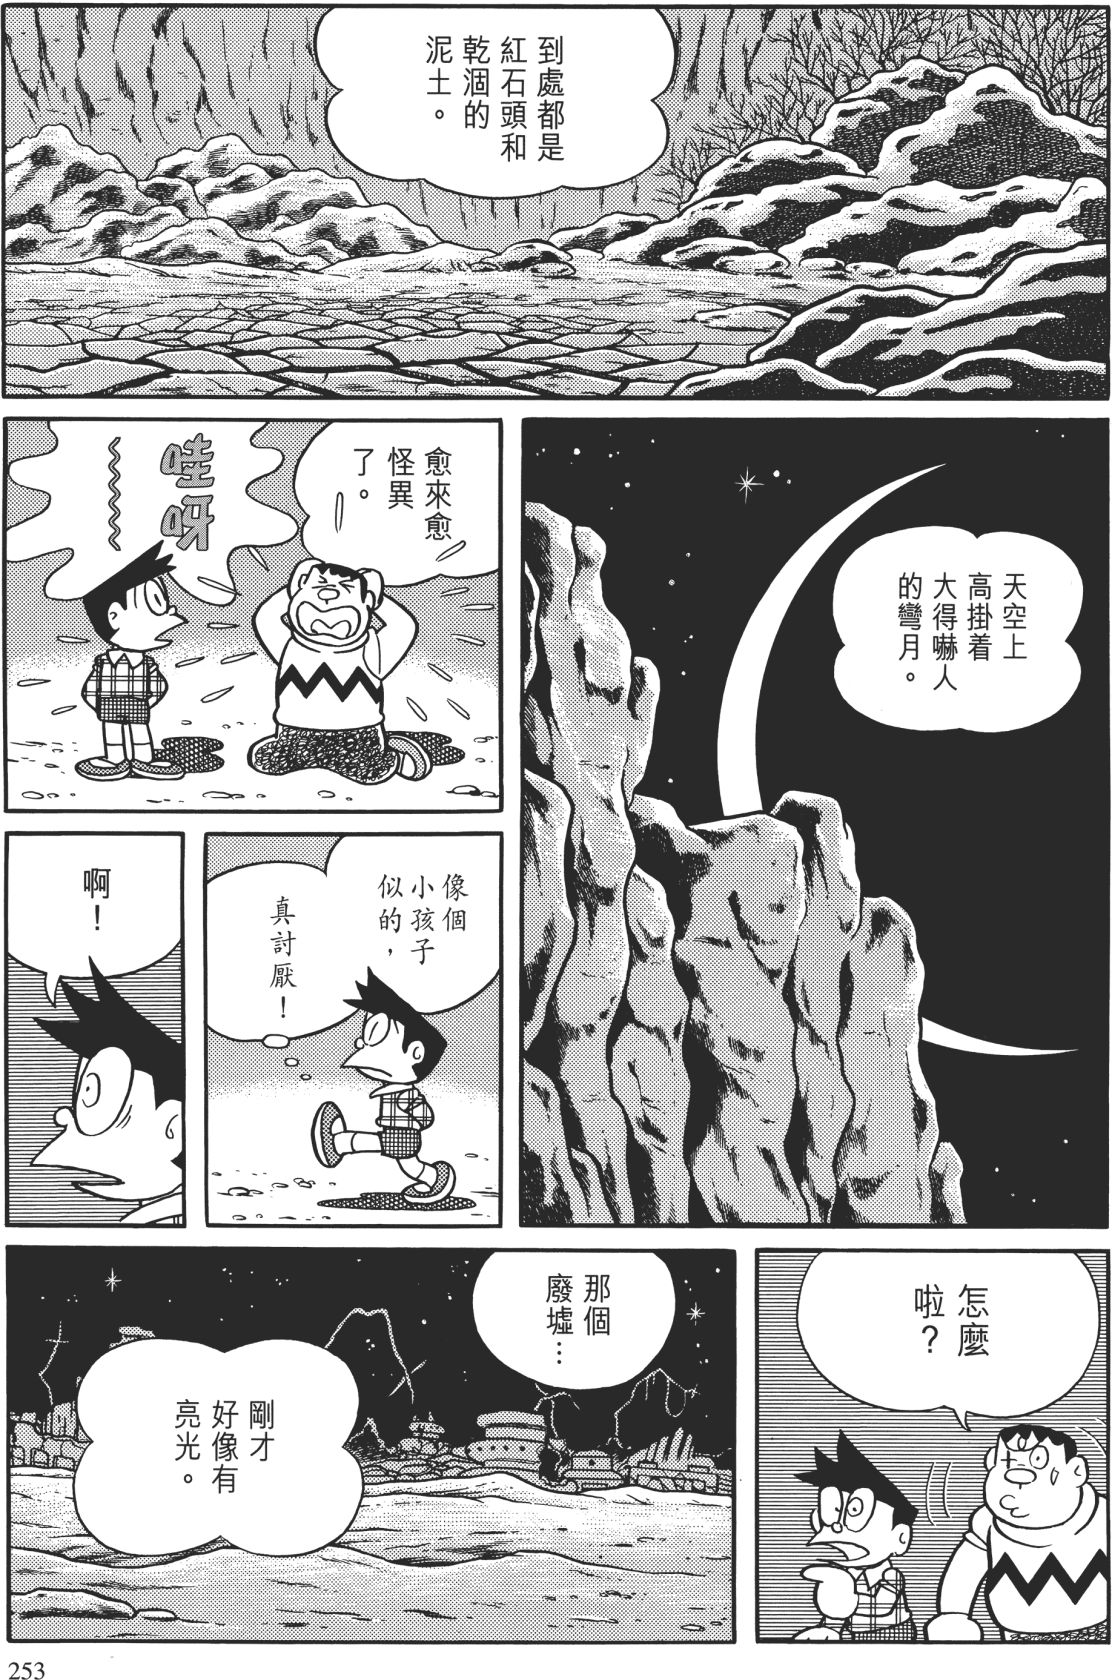 到處都是
紅石頭和
乾涸的
泥土。
天空上
高掛着
大得嚇人
的彎月。
愈來愈
怪異
了。
哇呀
像個
小孩子
似的，
真討厭！
啊！
怎麼
啦？
那個
廢墟…
剛才
好像有
亮光。
253